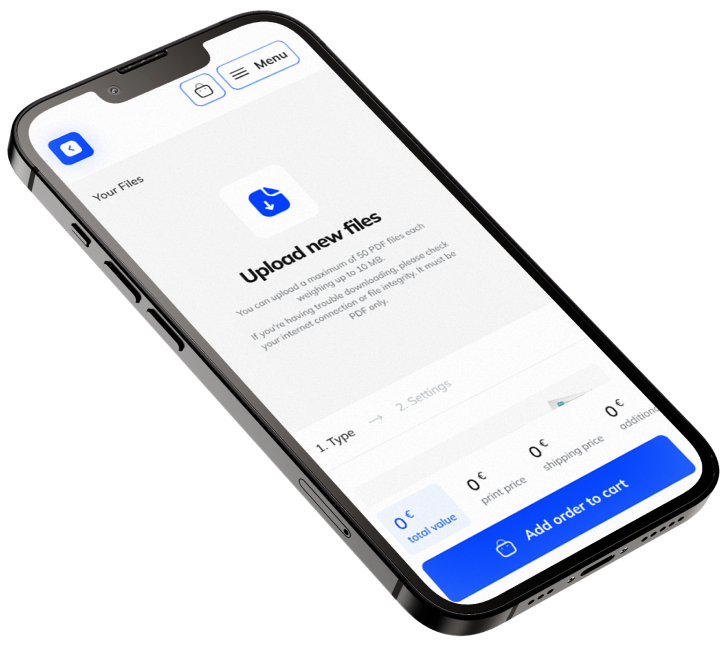 Menu
Your Files
Upload new files
You can upload a maximum of 50 PDF files each
weighing up to 10 MB.
If you're having trouble downloading, please check
your internet connection or file integrity. It must be
PDF only.
1. Type → 2. Settings
0 €
total value
0 €
print price
0 €
shipping price
0 €
Add order to cart